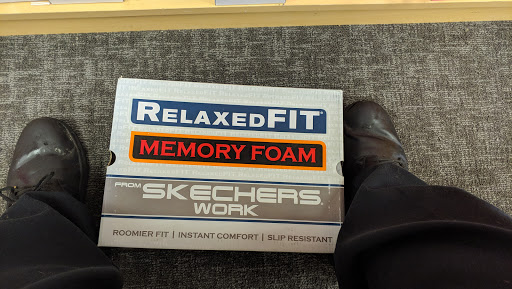 RELAXEDFIT®
MEMORY FOAM
FROM SKECHERS
WORK
ROOMIER FIT | INSTANT COMFORT | SLIP RESISTANT